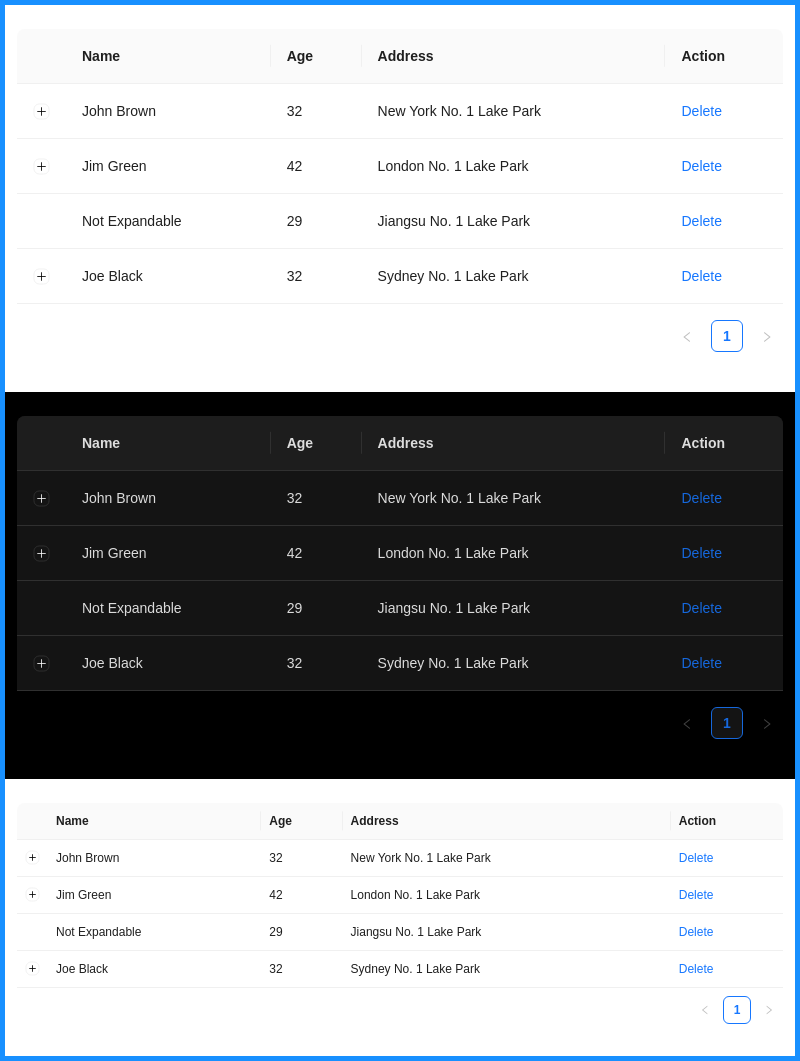 Name Age Address Action
John Brown 32 New York No. 1 Lake Park Delete
Jim Green 42 London No. 1 Lake Park Delete
Not Expandable 29 Jiangsu No. 1 Lake Park Delete
Joe Black 32 Sydney No. 1 Lake Park Delete
1
Name Age Address Action
John Brown 32 New York No. 1 Lake Park Delete
Jim Green 42 London No. 1 Lake Park Delete
Not Expandable 29 Jiangsu No. 1 Lake Park Delete
Joe Black 32 Sydney No. 1 Lake Park Delete
1
Name Age Address Action
John Brown 32 New York No. 1 Lake Park Delete
Jim Green 42 London No. 1 Lake Park Delete
Not Expandable 29 Jiangsu No. 1 Lake Park Delete
Joe Black 32 Sydney No. 1 Lake Park Delete
1